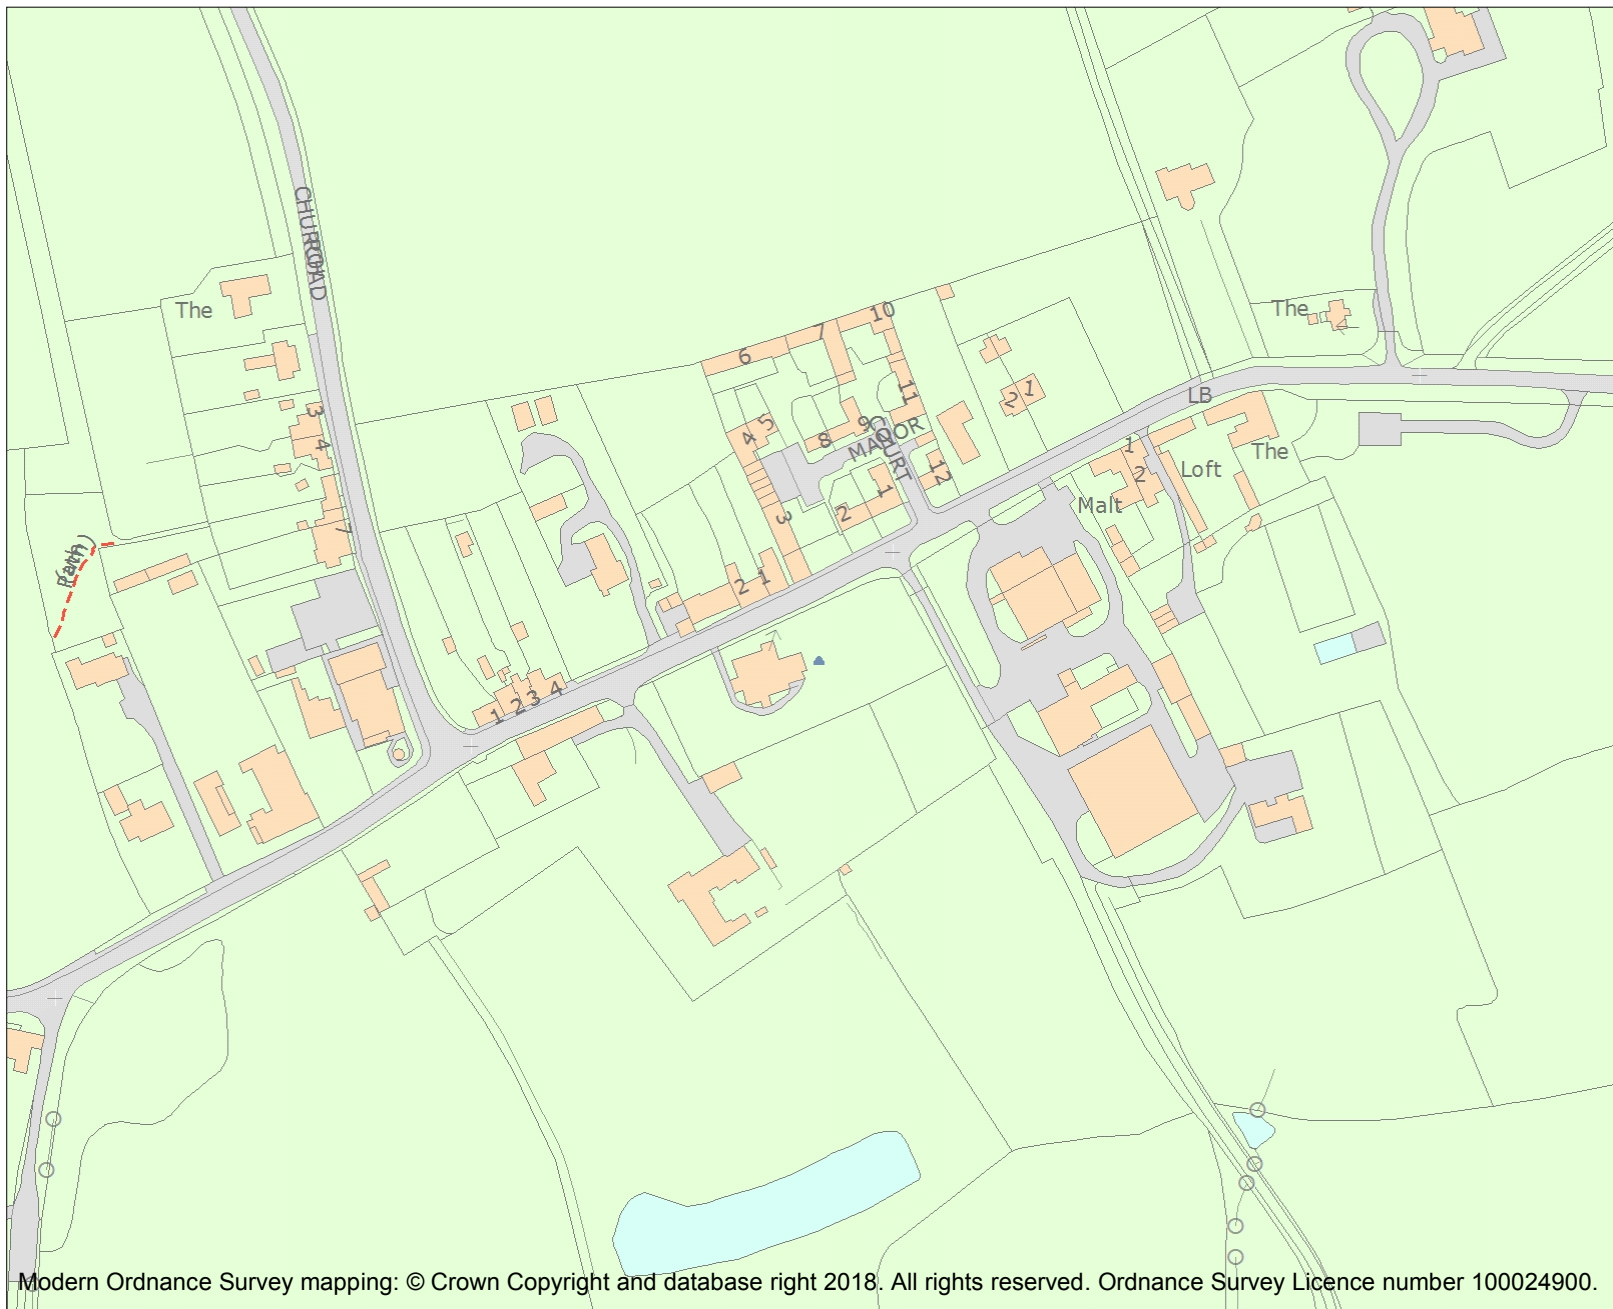 CHURCH
ROAD
The
3
4
7
(um)
Path
6
7
10
11
5
4
9
8
MANOR
COURT
12
1
2
3
2
1
2
1
1
2
3
4
The
LB
1
2
Loft
The
Malt
Modern Ordnance Survey mapping: © Crown Copyright and database right 2018. All rights reserved. Ordnance Survey Licence number 100024900.